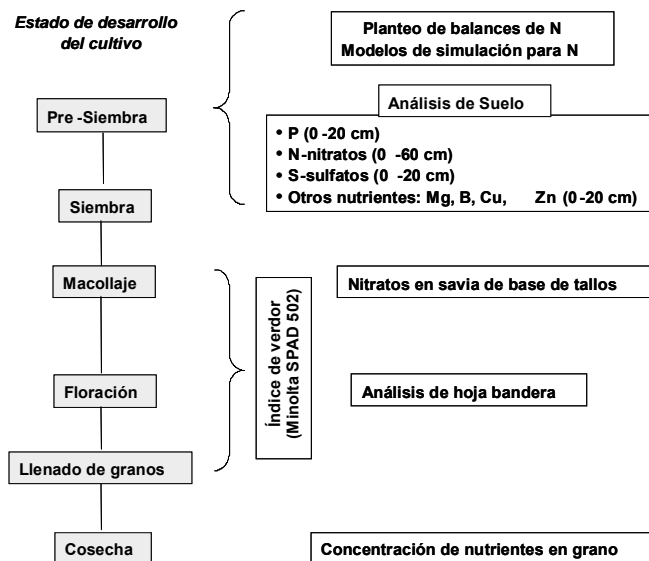 Estado de desarrollo
del cultivo
Planteo de balances de N
Modelos de simulación para N
Análisis de Suelo
Pre -Siembra
• P (0 -20 cm)
• N-nitratos (0 -60 cm)
• S-sulfatos (0 -20 cm)
• Otros nutrientes: Mg, B, Cu, Zn (0-20 cm)
Siembra
Macollaje
Índice de verdor
(Minolta SPAD 502)
Nitratos en savia de base de tallos
Floración
Análisis de hoja bandera
Llenado de granos
Cosecha
Concentración de nutrientes en grano